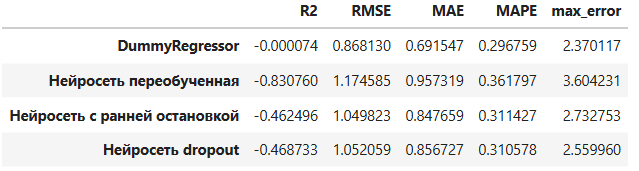 R2 RMSE MAE MAPE max_error
DummyRegressor -0.000074 0.868130 0.691547 0.296759 2.370117
Нейросеть переобученная -0.830760 1.174585 0.957319 0.361797 3.604231
Нейросеть с ранней остановкой -0.462496 1.049823 0.847659 0.311427 2.732753
Нейросеть dropout -0.468733 1.052059 0.856727 0.310578 2.559960